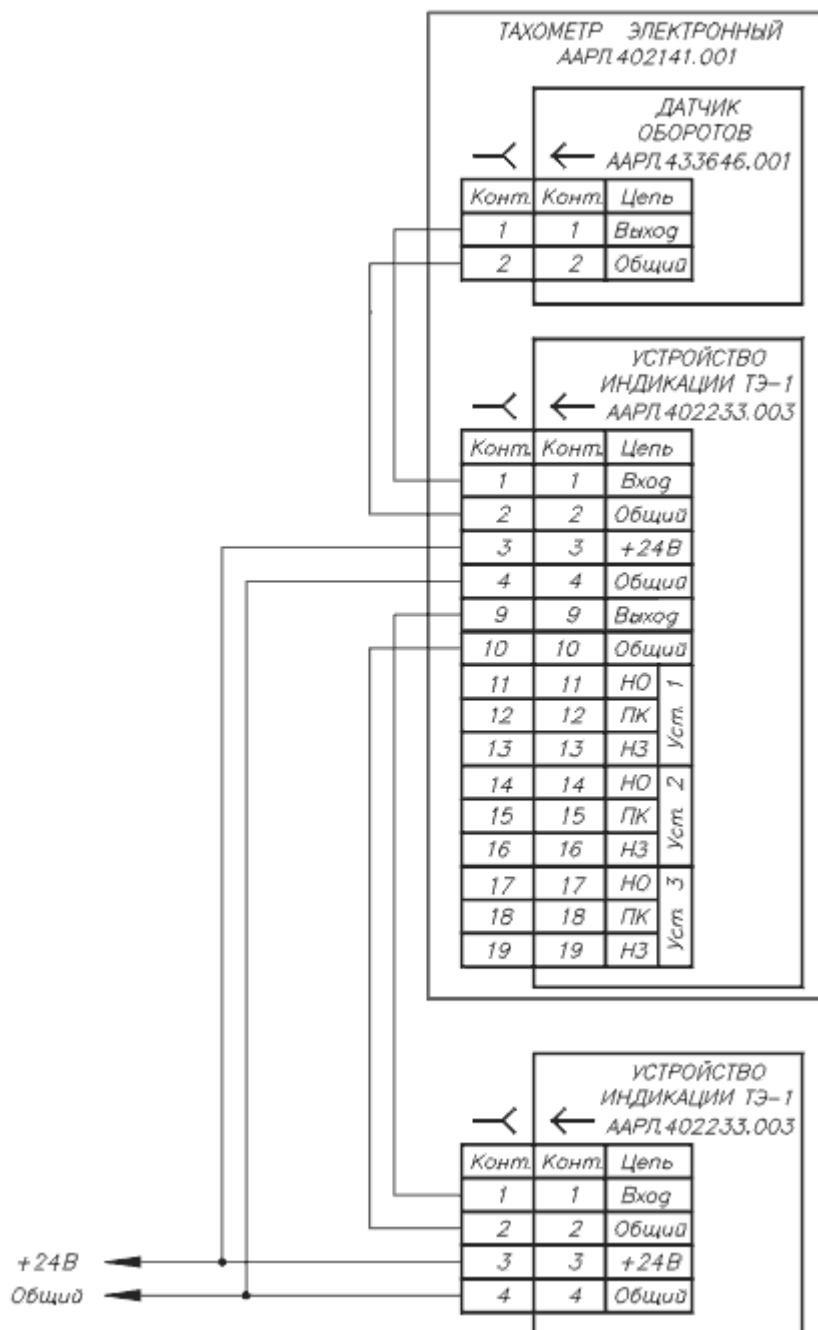 ТАХОМЕТР ЭЛЕКТРОННЫЙ
ААРЛ.402141.001
ДАТЧИК
ОБОРОТОВ
ААРЛ.433646.001
Конт. Конт. Цепь
1 1 Выход
2 2 Общий
УСТРОЙСТВО
ИНДИКАЦИИ ТЭ-1
ААРЛ.402233.003
Конт. Конт. Цепь
1 1 Вход
2 2 Общий
3 3 +24В
4 4 Общий
9 9 Выход
10 10 Общий
11 11 НО
12 12 ПК
13 13 НЗ
Уст. 1
14 14 НО
15 15 ПК
16 16 НЗ
Уст. 2
17 17 НО
18 18 ПК
19 19 НЗ
Уст. 3
УСТРОЙСТВО
ИНДИКАЦИИ ТЭ-1
ААРЛ.402233.003
Конт. Конт. Цепь
1 1 Вход
2 2 Общий
+24В 3 3 +24В
Общий 4 4 Общий